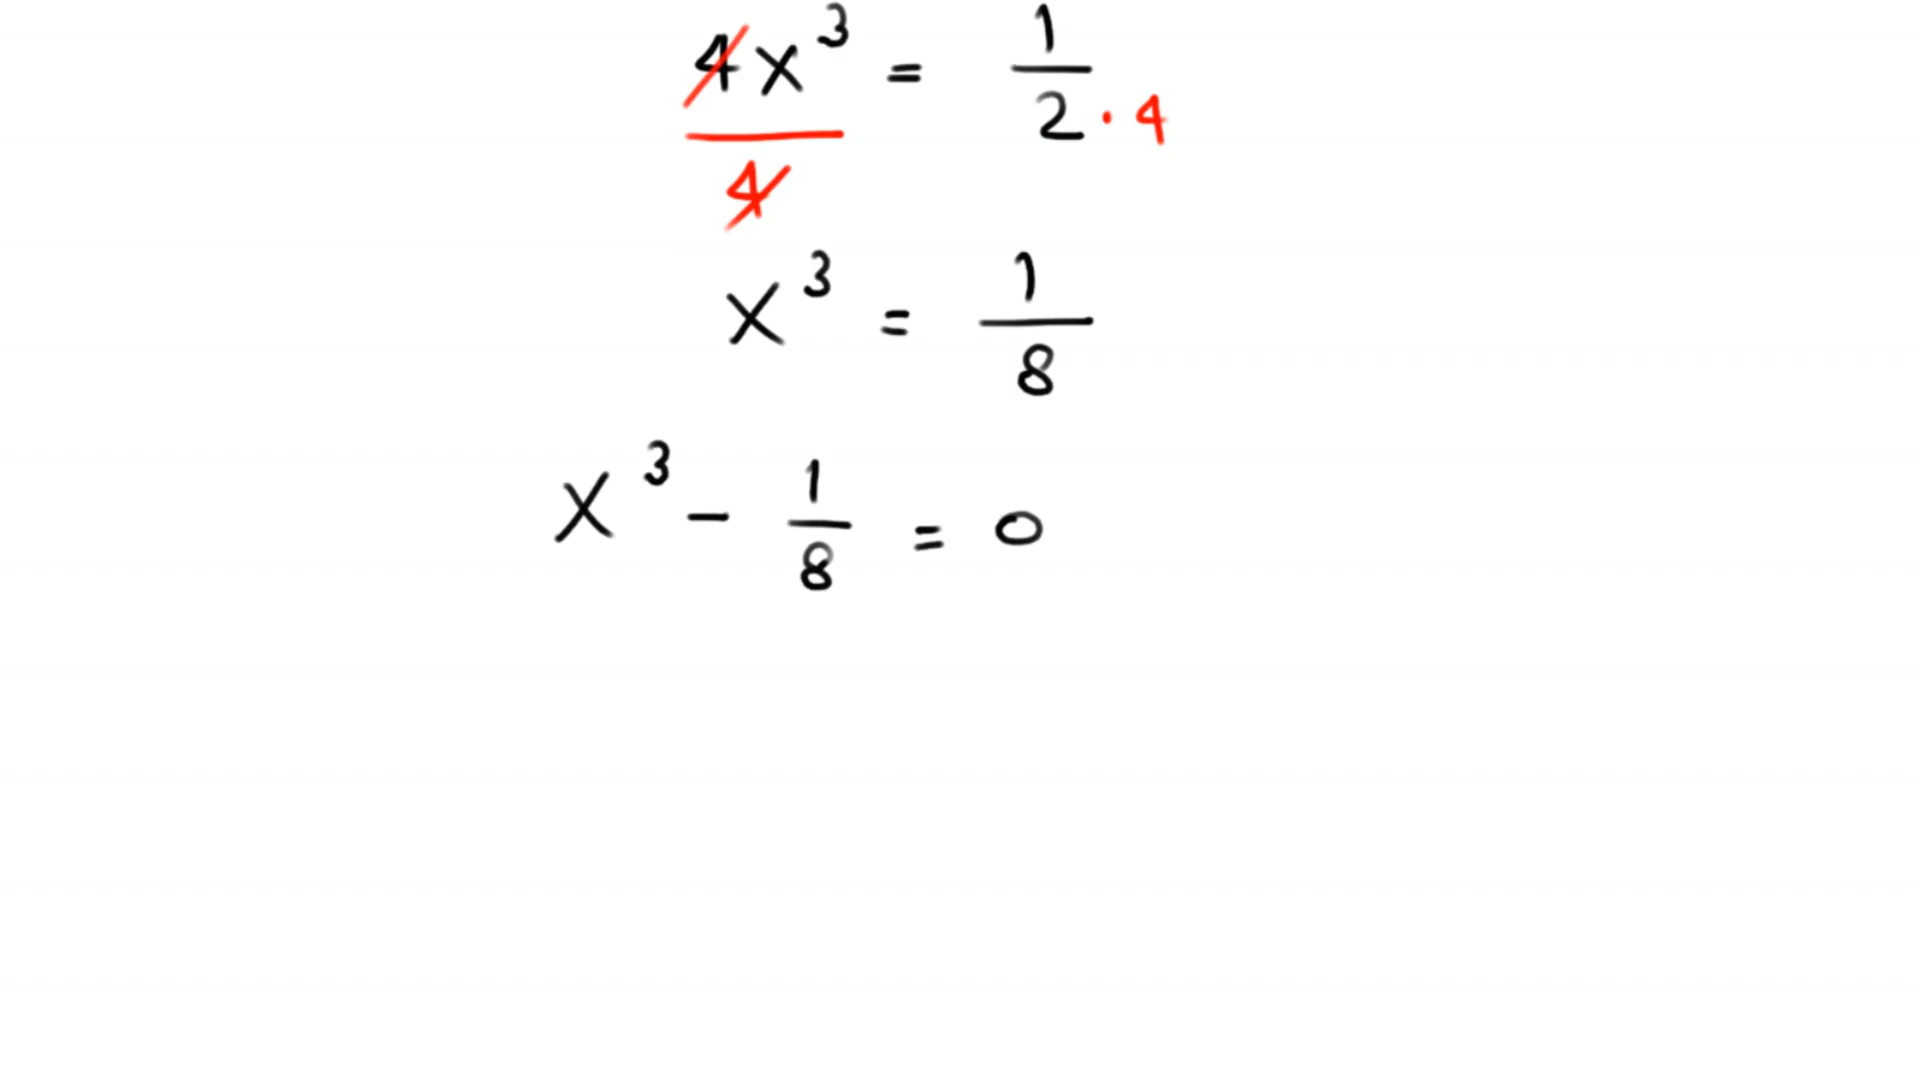 4x³ = 1/2 · 4
4
x³ = 1/8
x³ - 1/8 = 0